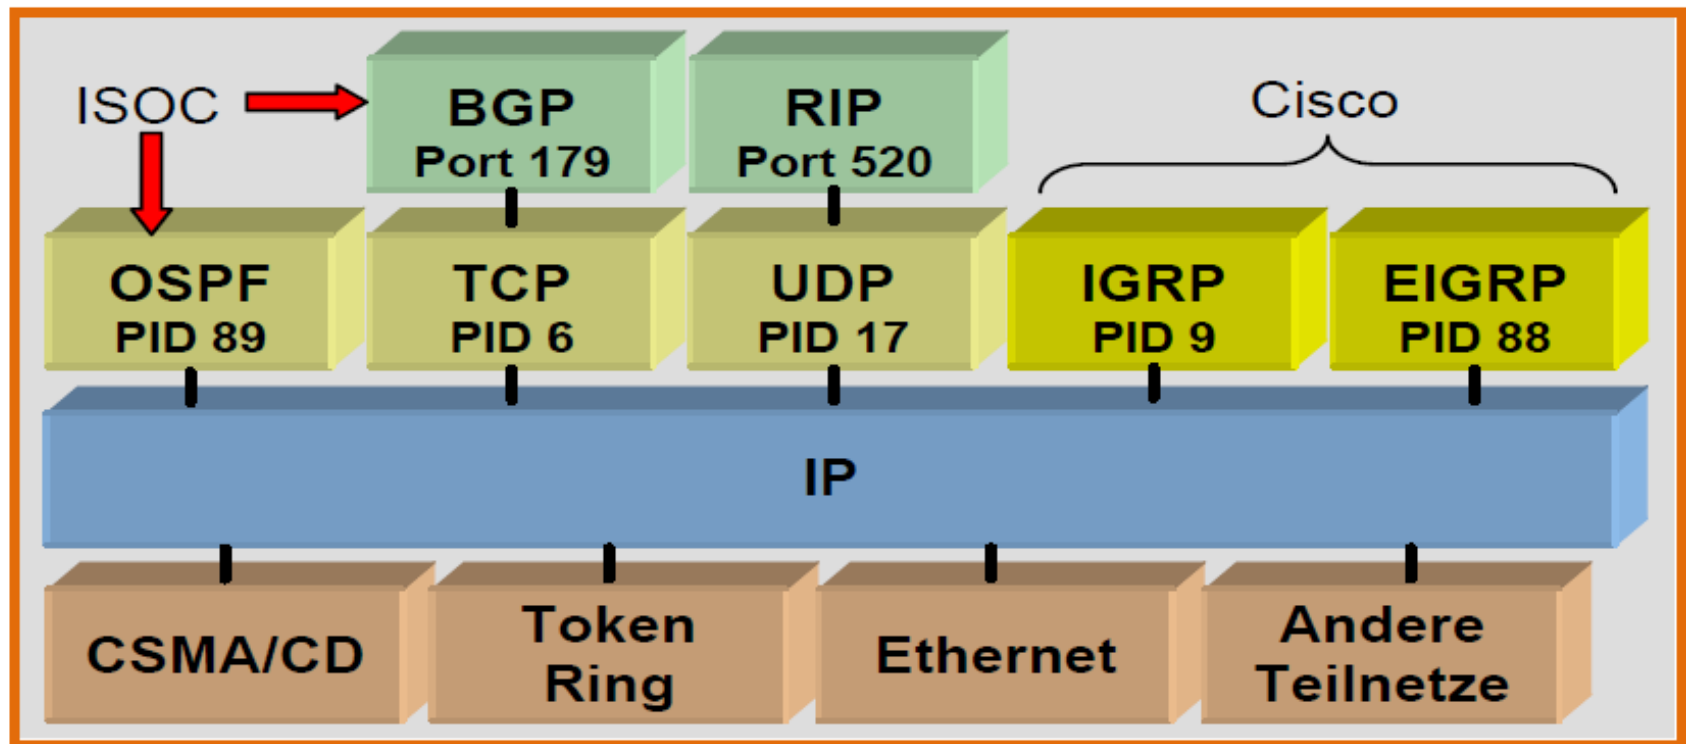 ISOC
BGP
Port 179
RIP
Port 520
Cisco
OSPF
PID 89
TCP
PID 6
UDP
PID 17
IGRP
PID 9
EIGRP
PID 88
IP
CSMA/CD
Token
Ring
Ethernet
Andere
Teilnetze